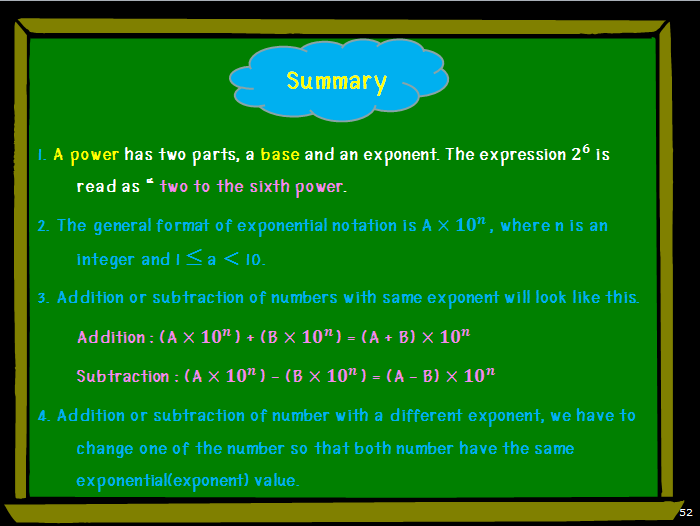 Summary
1. A power has two parts, a base and an exponent. The expression 2⁶ is
read as “ two to the sixth power.
2. The general format of exponential notation is A × 10ⁿ , where n is an
integer and 1 ≤ a < 10.
3. Addition or subtraction of numbers with same exponent will look like this.
Addition : (A × 10ⁿ ) + (B × 10ⁿ ) = (A + B) × 10ⁿ
Subtraction : (A × 10ⁿ ) - (B × 10ⁿ ) = (A - B) × 10ⁿ
4. Addition or subtraction of number with a different exponent, we have to
change one of the number so that both number have the same
exponential(exponent) value.
52